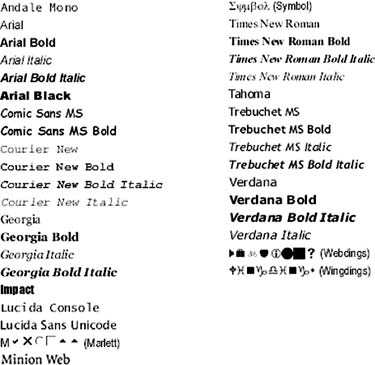 Andale Mono
Arial
Arial Bold
Arial Italic
Arial Bold Italic
Arial Black
Comic Sans MS
Comic Sans MS Bold
Courier New
Courier New Bold
Courier New Bold Italic
Courier New Italic
Georgia
Georgia Bold
Georgia Italic
Georgia Bold Italic
Impact
Lucida Console
Lucida Sans Unicode
(Marlett)
Minion Web
Σψμβολ (Symbol)
Times New Roman
Times New Roman Bold
Times New Roman Bold Italic
Times New Roman Italic
Tahoma
Trebuchet MS
Trebuchet MS Bold
Trebuchet MS Italic
Trebuchet MS Bold Italic
Verdana
Verdana Bold
Verdana Bold Italic
Verdana Italic
? (Webdings)
(Wingdings)